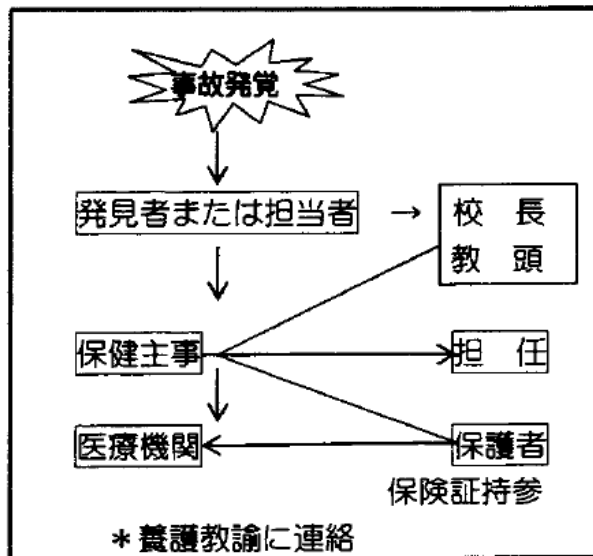 事故発覚
発見者または担当者 → 校 長
教 頭
保健主事
担 任
医療機関
保護者
保険証持参
*養護教諭に連絡